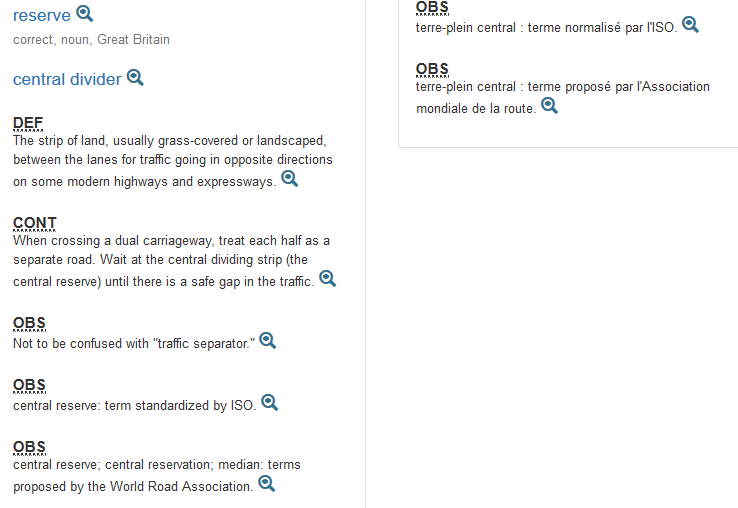 reserve
correct, noun, Great Britain
central divider
DEF
The strip of land, usually grass-covered or landscaped,
between the lanes for traffic going in opposite directions
on some modern highways and expressways.
CONT
When crossing a dual carriageway, treat each half as a
separate road. Wait at the central dividing strip (the
central reserve) until there is a safe gap in the traffic.
OBS
Not to be confused with "traffic separator."
OBS
central reserve: term standardized by ISO.
OBS
central reserve; central reservation; median: terms
proposed by the World Road Association.
OBS
terre-plein central : terme normalisé par l'ISO.
OBS
terre-plein central : terme proposé par l'Association
mondiale de la route.